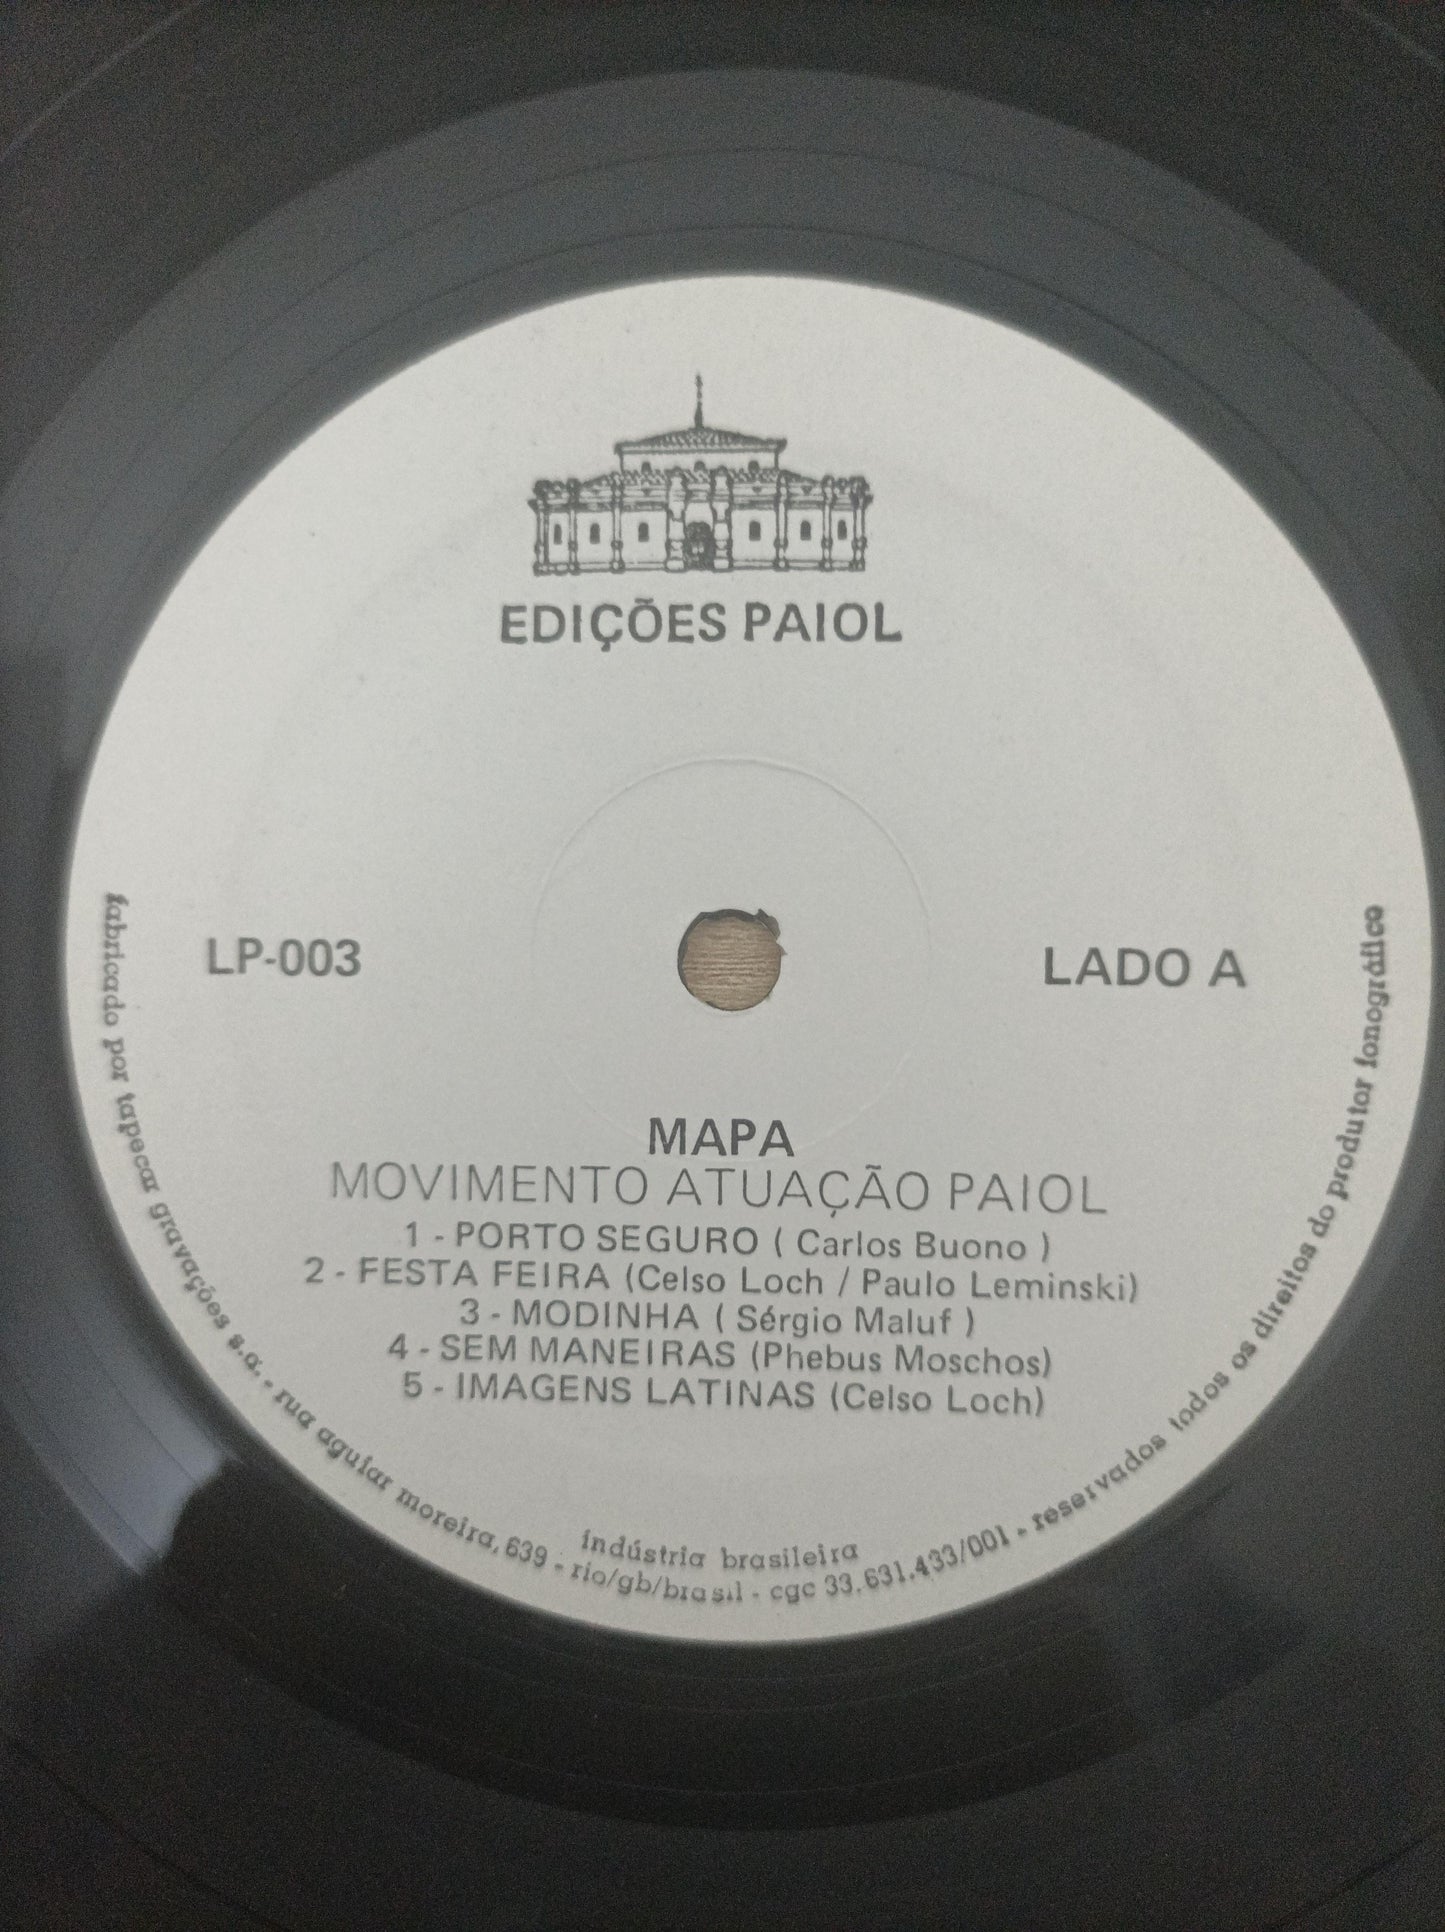 EDIÇÕES PAIOL
LP-003
LADO A
MAPA
MOVIMENTO ATUAÇÃO PAIOL
1 - PORTO SEGURO ( Carlos Buono )
2 - FESTA FEIRA (Celso Loch / Paulo Leminski)
3 - MODINHA ( Sérgio Maluf )
4 - SEM MANEIRAS (Phebus Moschos)
5 - IMAGENS LATINAS (Celso Loch)
indústria brasileira
fabricado por tapecar gravações s.a. - rua aguiar moreira, 639 - rio/gb/brasil - cgc 33.631.433/001 - reservados todos os direitos do produtor fonográfico